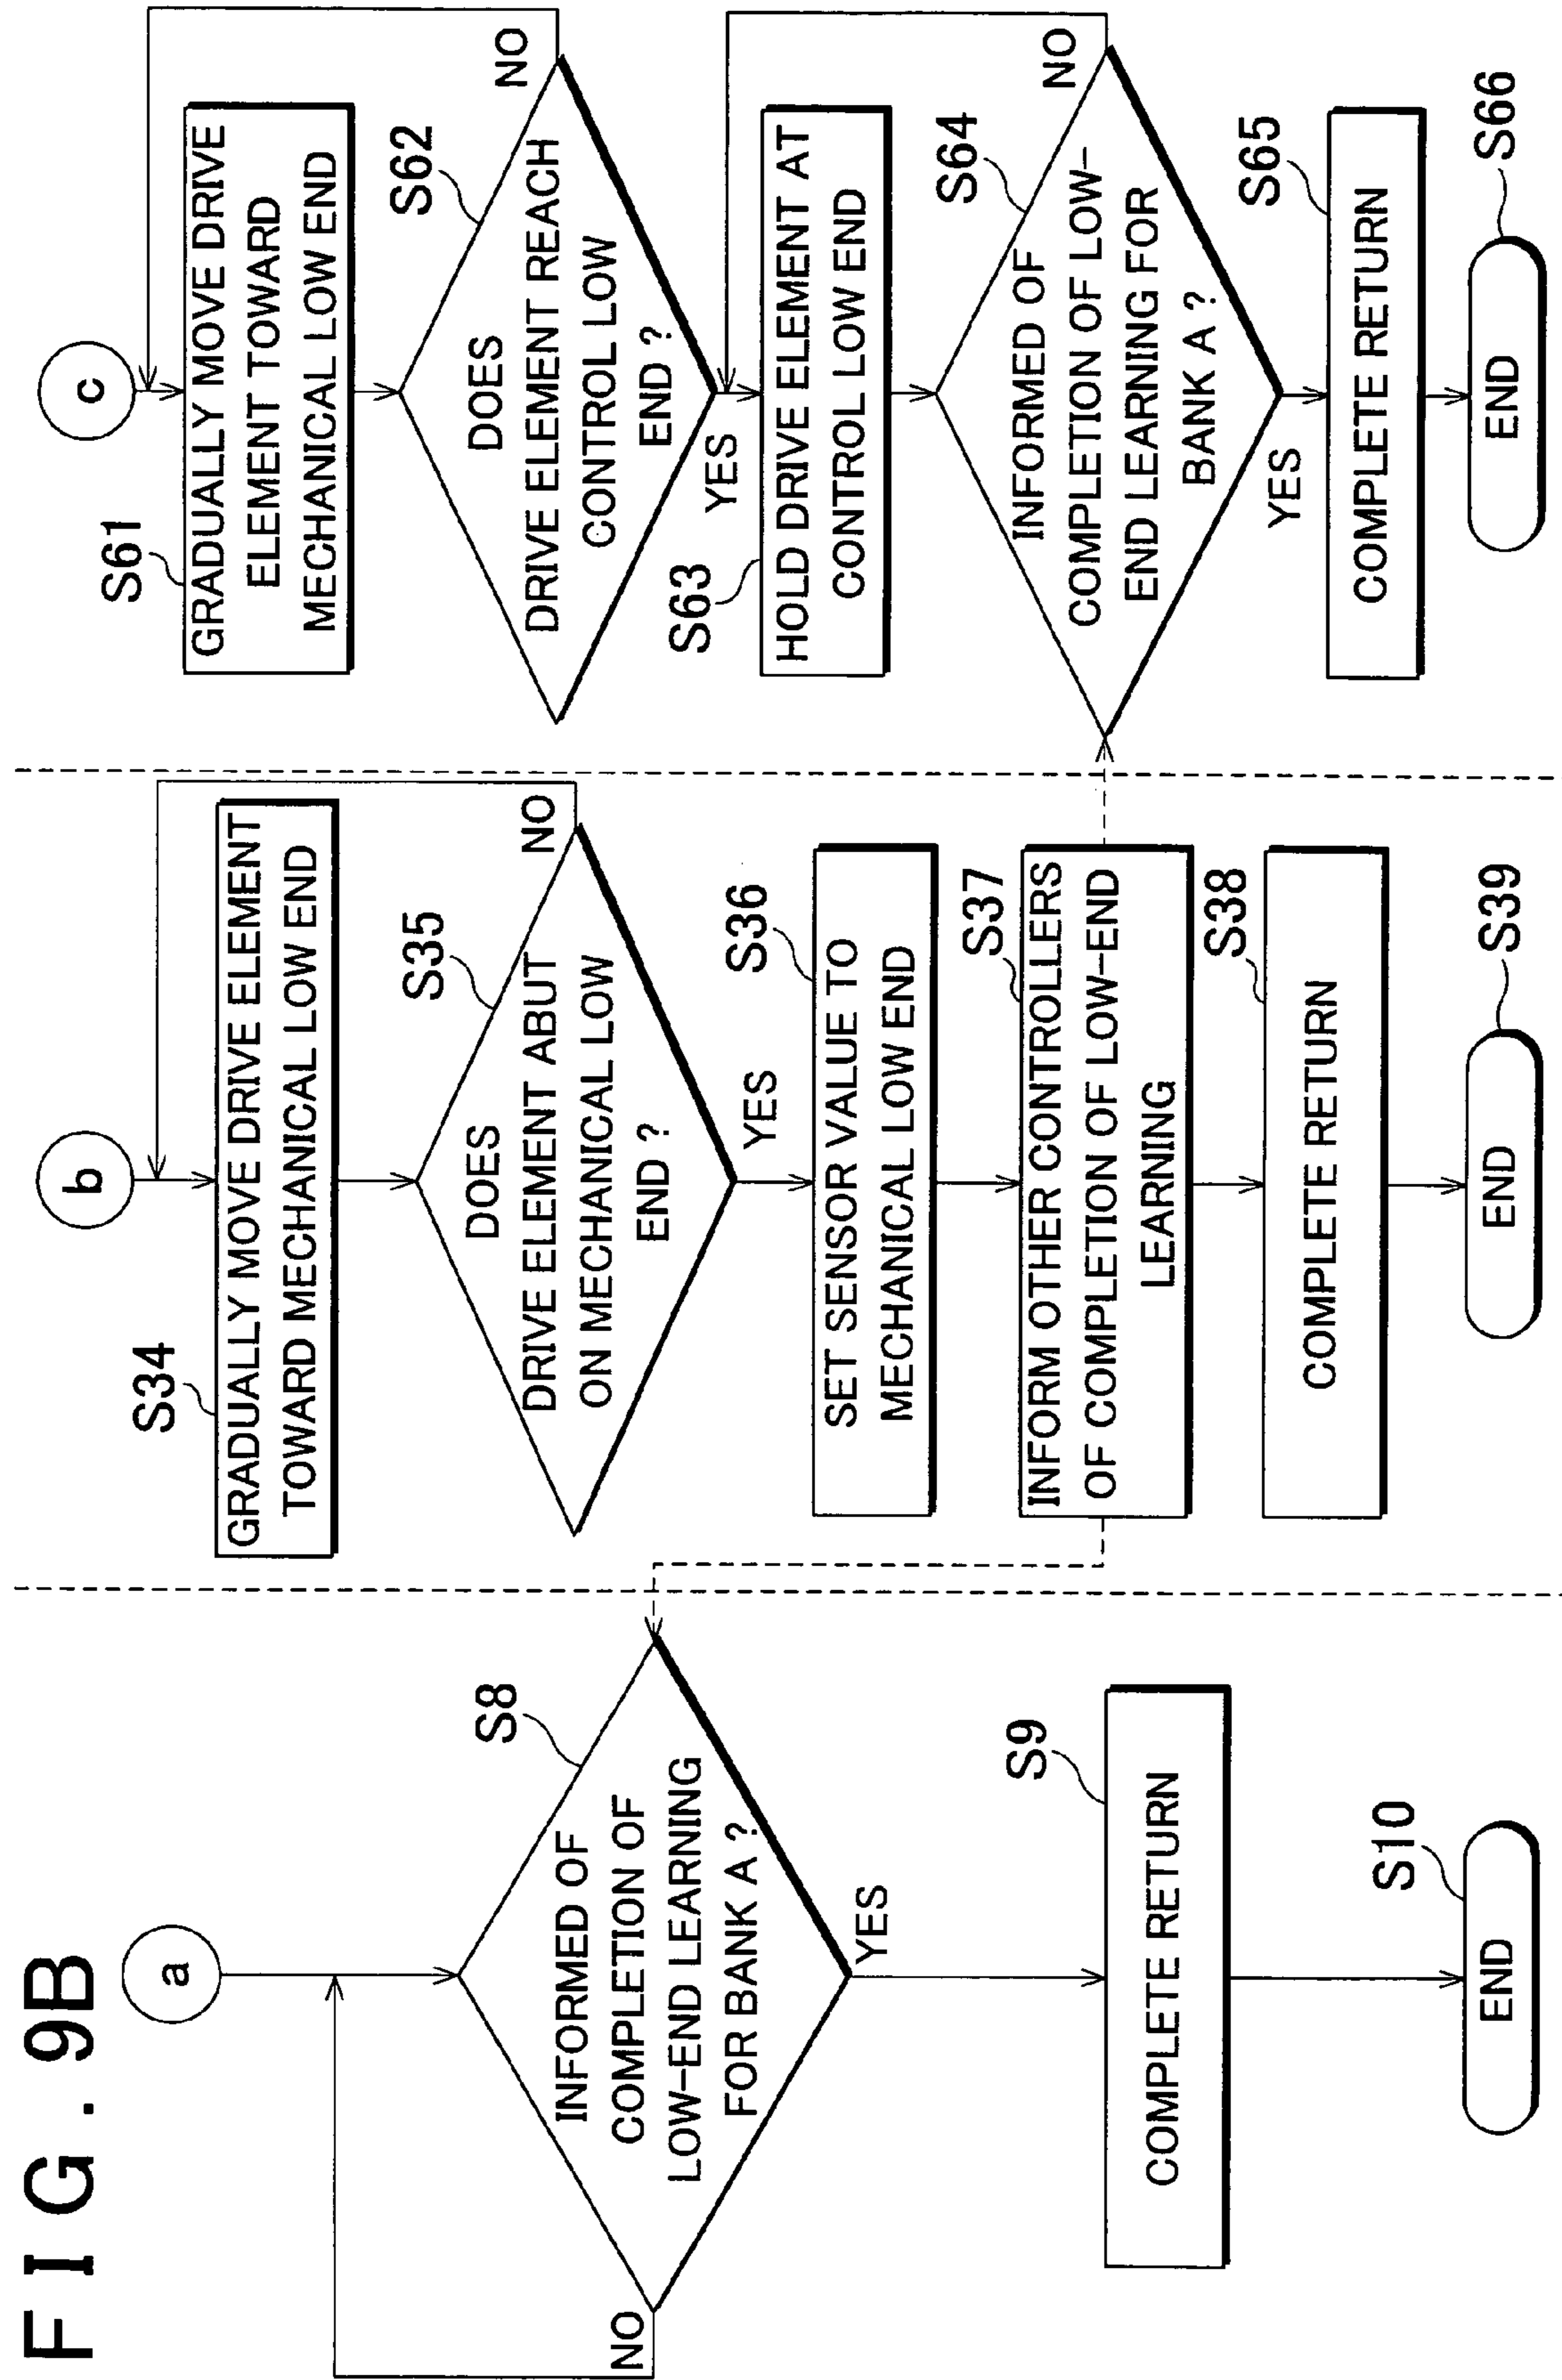 FIG. 9B
a
INFORMED OF
COMPLETION OF
LOW-END LEARNING
FOR BANK A ?
S8
NO
YES
S9
COMPLETE RETURN
S10
END
b
S34
GRADUALLY MOVE DRIVE ELEMENT
TOWARD MECHANICAL LOW END
S35
DOES
DRIVE ELEMENT ABUT
ON MECHANICAL LOW
END ?
NO
YES
S36
SET SENSOR VALUE TO
MECHANICAL LOW END
S37
INFORM OTHER CONTROLLERS
OF COMPLETION OF LOW-END
LEARNING
S38
COMPLETE RETURN
S39
END
c
S61
GRADUALLY MOVE DRIVE
ELEMENT TOWARD
MECHANICAL LOW END
S62
DOES
DRIVE ELEMENT REACH
CONTROL LOW
END ?
NO
YES
S63
HOLD DRIVE ELEMENT AT
CONTROL LOW END
S64
INFORMED OF
COMPLETION OF LOW-
END LEARNING FOR
BANK A ?
NO
YES
S65
COMPLETE RETURN
S66
END